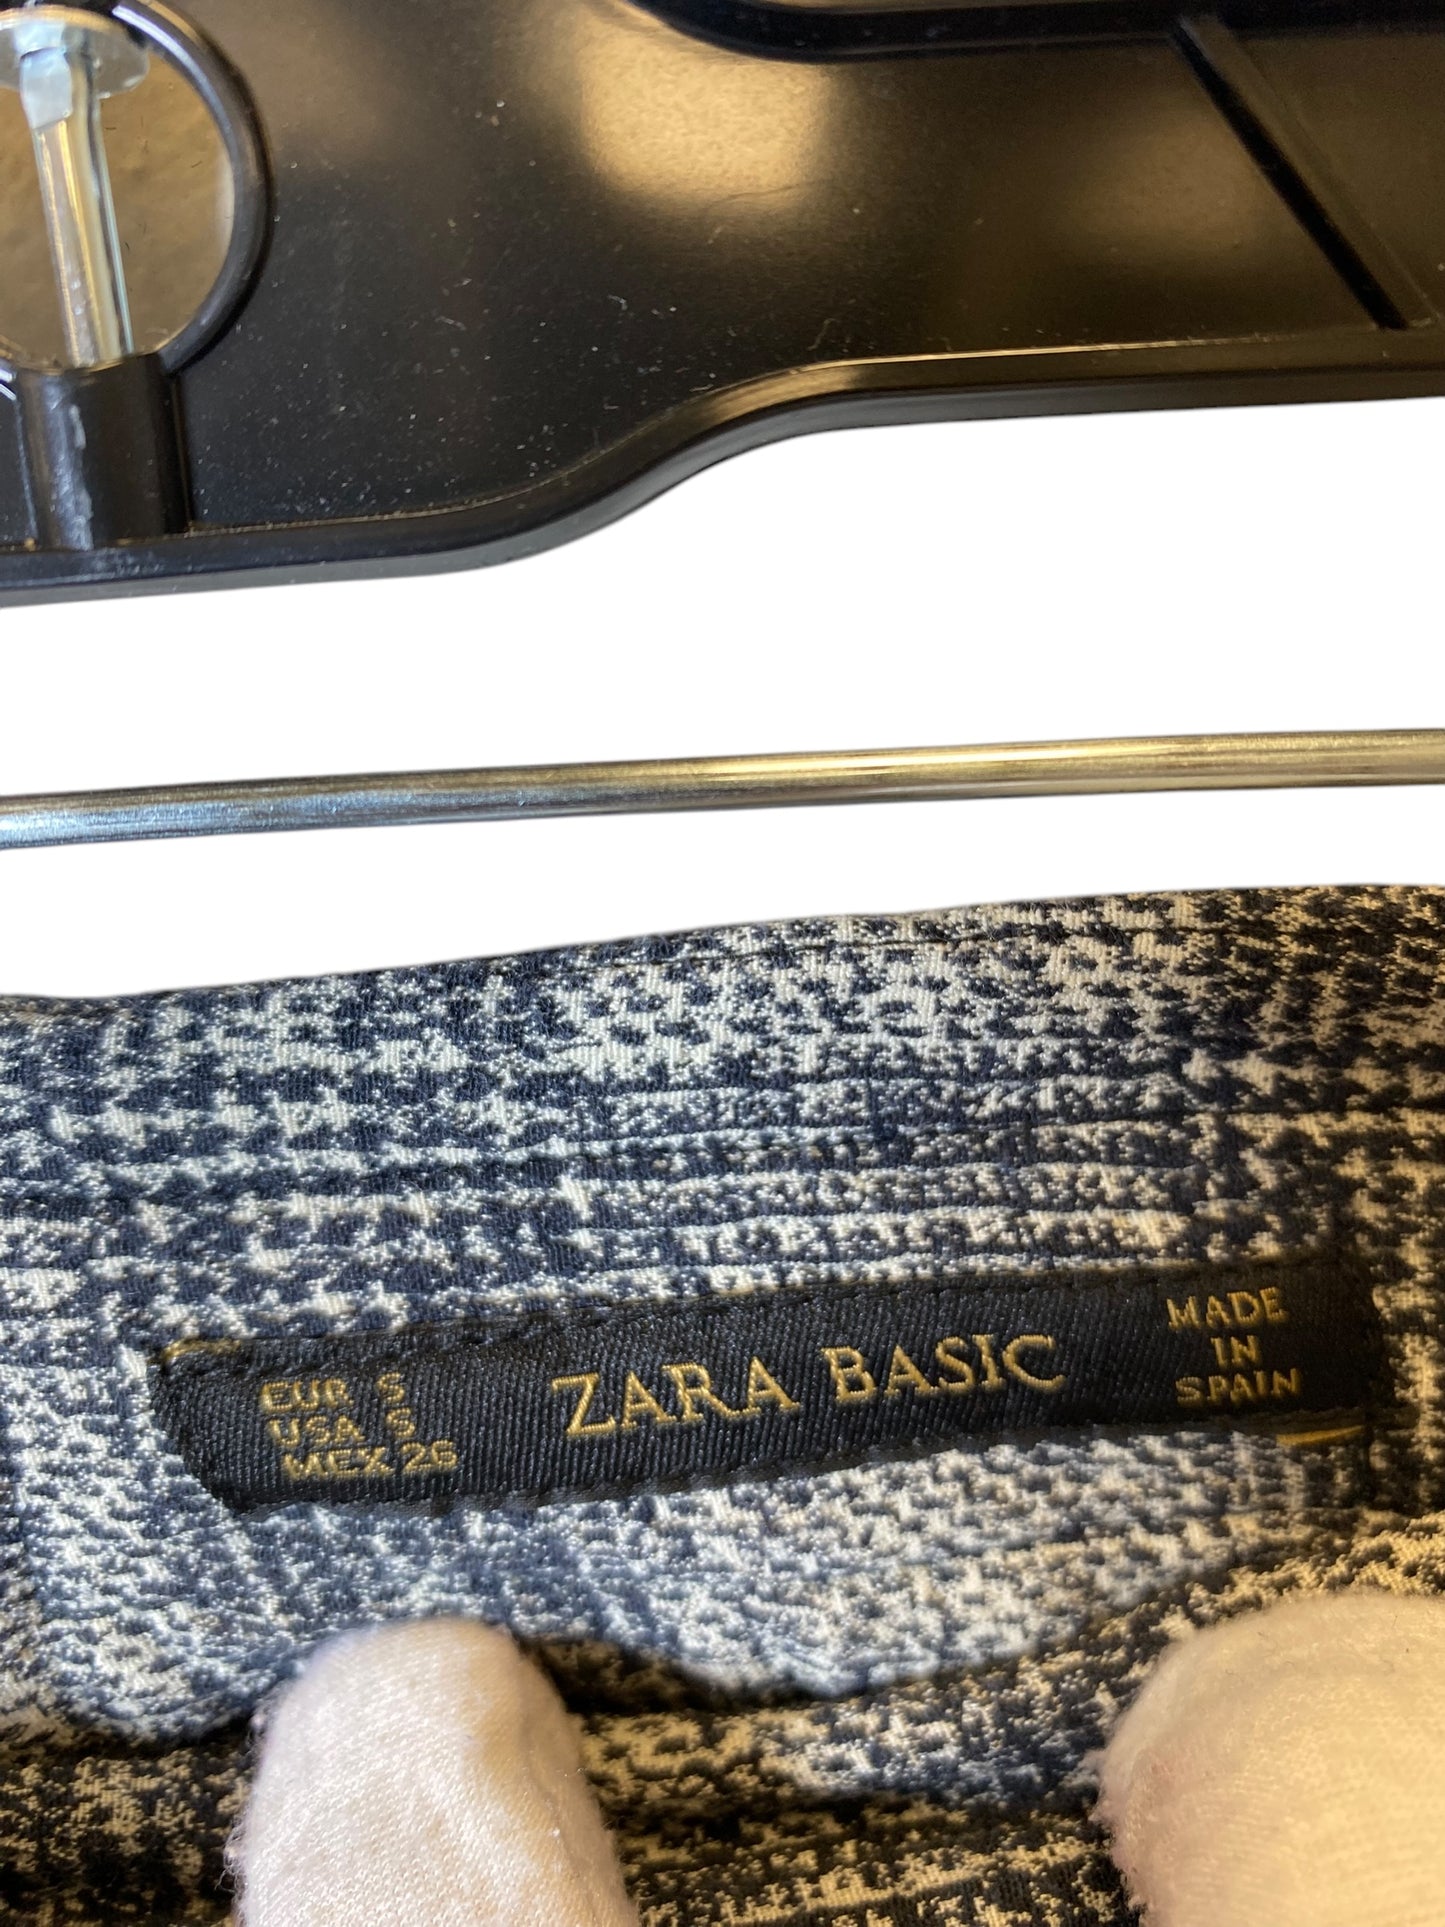 EUR S
USA S
MEX 26
ZARA BASIC
MADE
IN
SPAIN